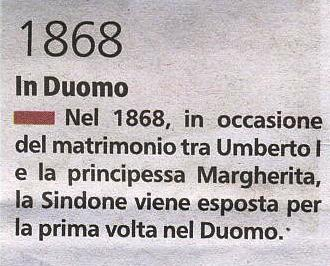 1868
In Duomo
Nel 1868, in occasione
del matrimonio tra Umberto I
e la principessa Margherita,
la Sindone viene esposta per
la prima volta nel Duomo.